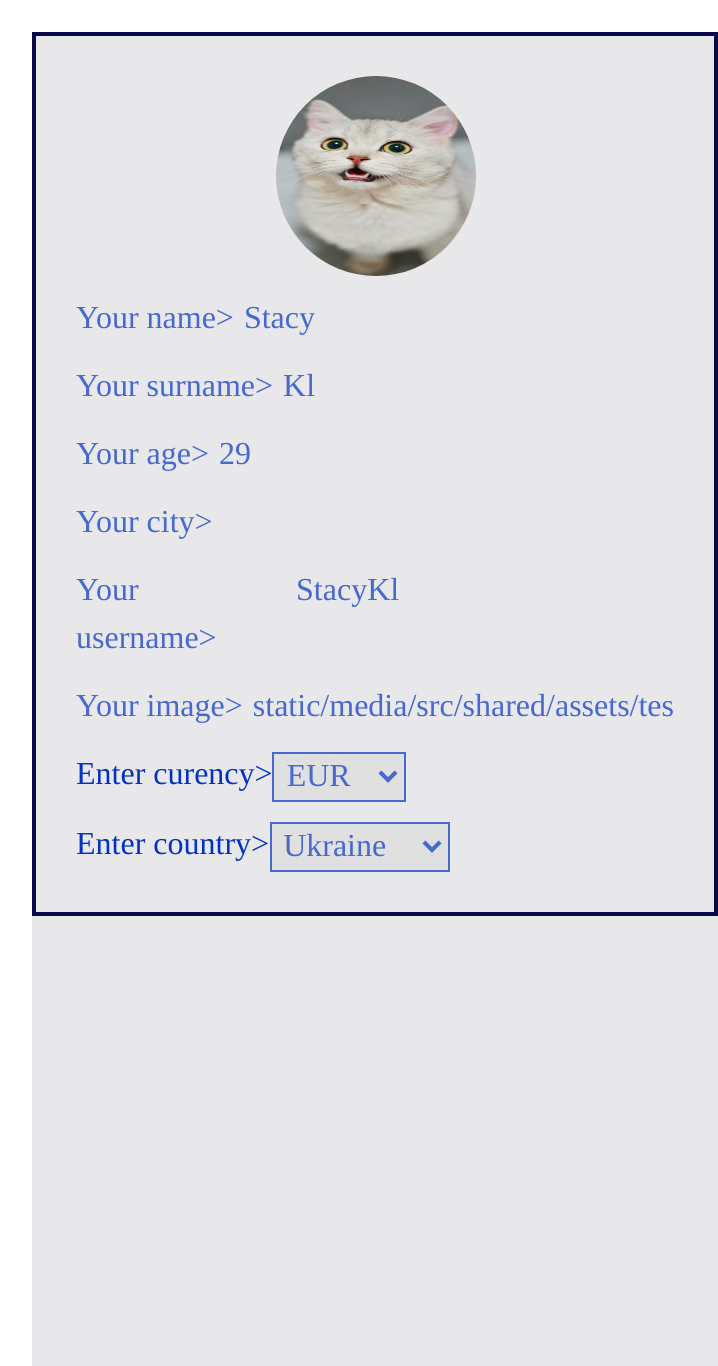 Your name> Stacy
Your surname> Kl
Your age> 29
Your city>
Your StacyKl
username>
Your image> static/media/src/shared/assets/tes
Enter curency> EUR
Enter country> Ukraine